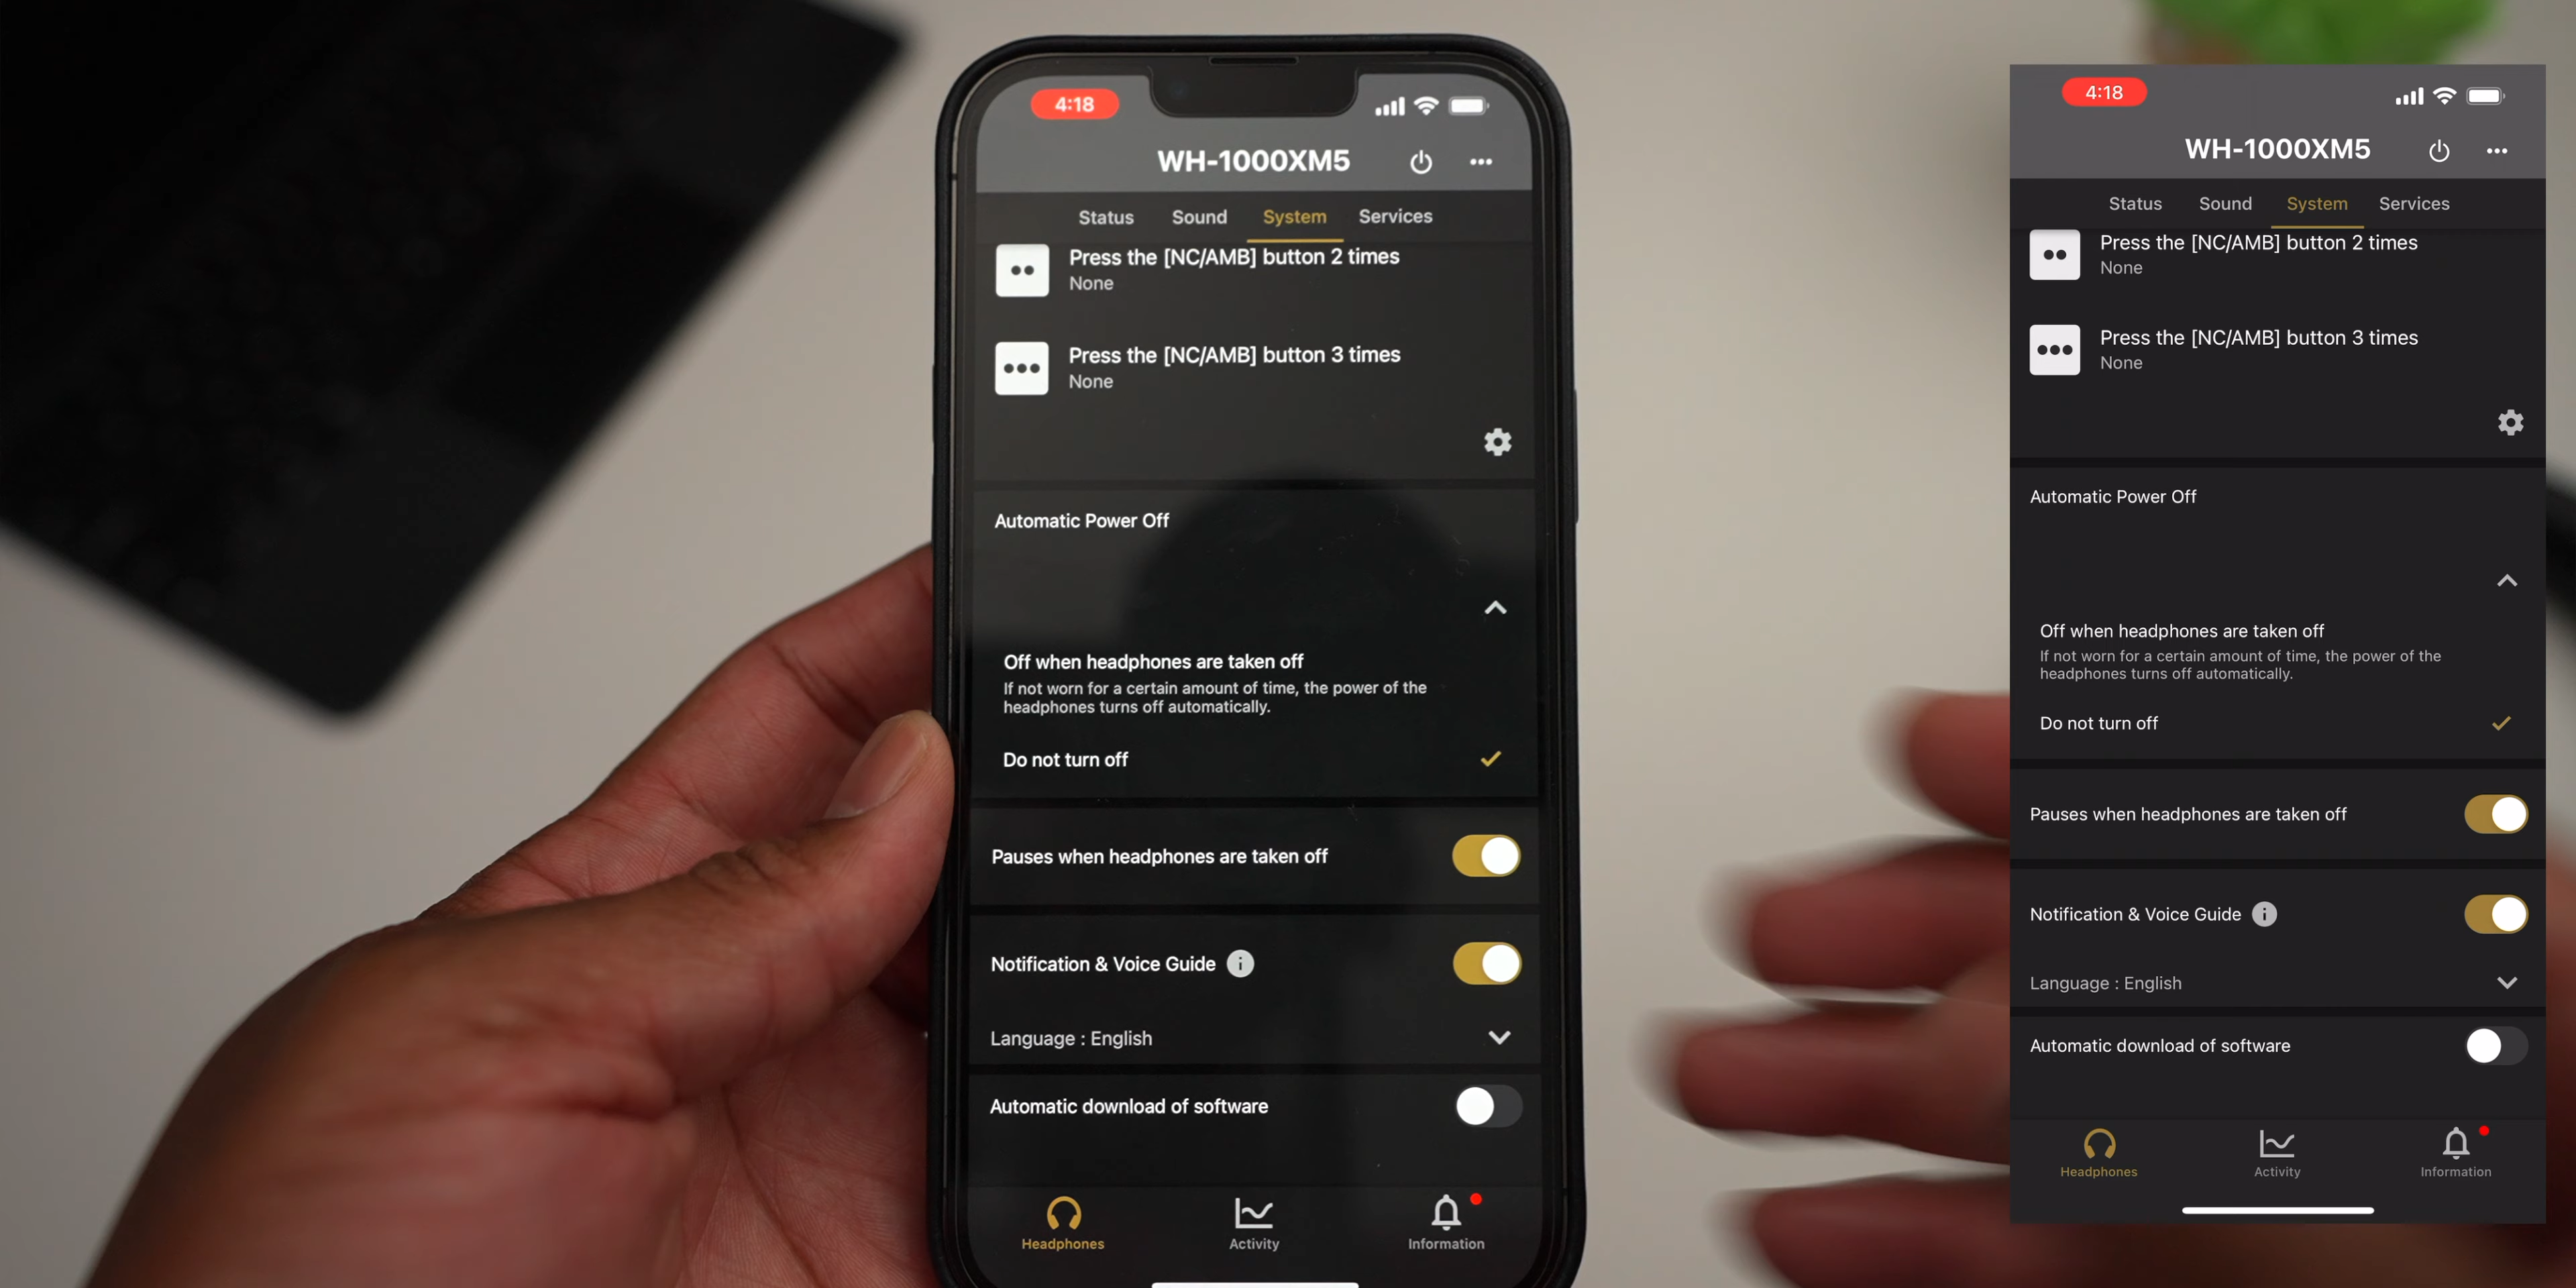 4:18
WH-1000XM5
Status Sound System Services
Press the [NC/AMB] button 2 times
None
Press the [NC/AMB] button 3 times
None
Automatic Power Off
Off when headphones are taken off
If not worn for a certain amount of time, the power of the
headphones turns off automatically.
Do not turn off
Pauses when headphones are taken off
Notification & Voice Guide i
Language : English
Automatic download of software
Headphones Activity Information
4:18
WH-1000XM5
Status Sound System Services
Press the [NC/AMB] button 2 times
None
Press the [NC/AMB] button 3 times
None
Automatic Power Off
Off when headphones are taken off
If not worn for a certain amount of time, the power of the
headphones turns off automatically.
Do not turn off
Pauses when headphones are taken off
Notification & Voice Guide i
Language : English
Automatic download of software
Headphones Activity Information